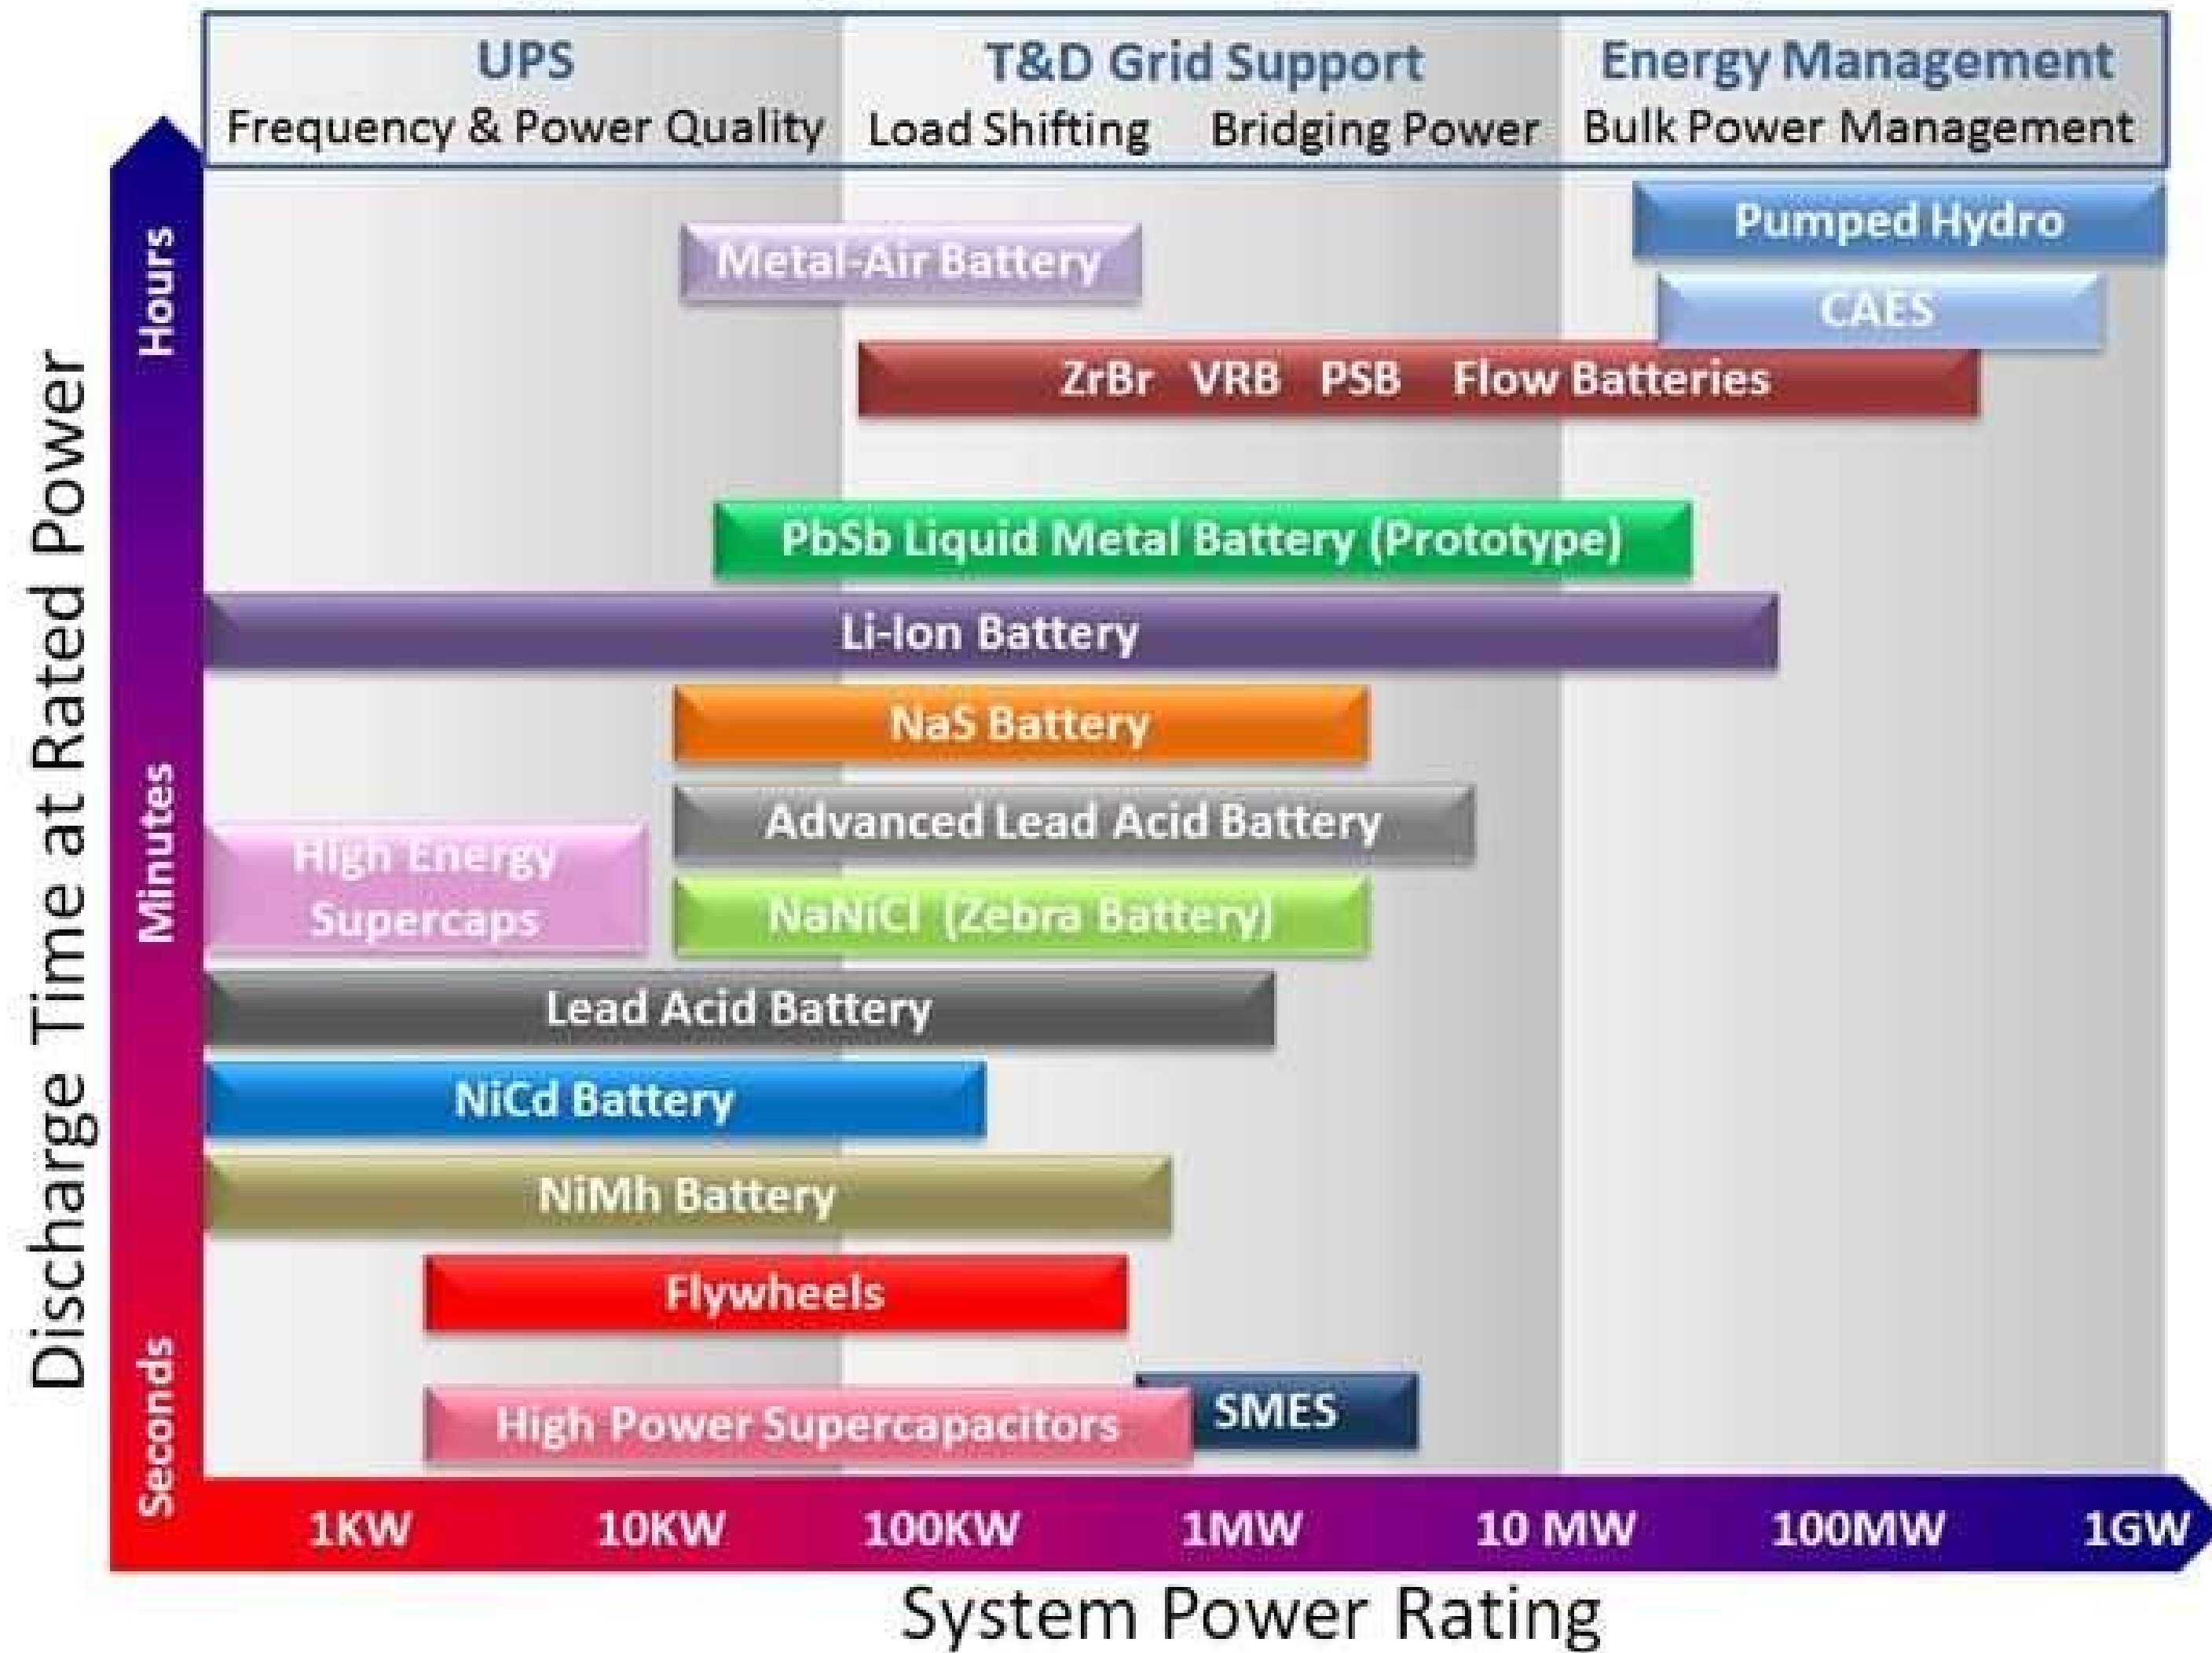 UPS
Frequency & Power Quality
T&D Grid Support
Load Shifting Bridging Power
Energy Management
Bulk Power Management
Discharge Time at Rated Power
Hours
Minutes
Seconds
Pumped Hydro
Metal-Air Battery
CAES
ZrBr VRB PSB Flow Batteries
PbSb Liquid Metal Battery (Prototype)
Li-Ion Battery
NaS Battery
Advanced Lead Acid Battery
High Energy
Supercaps
NaNiCl (Zebra Battery)
Lead Acid Battery
NiCd Battery
NiMh Battery
Flywheels
SMES
High Power Supercapacitors
1KW 10KW 100KW 1MW 10 MW 100MW 1GW
System Power Rating